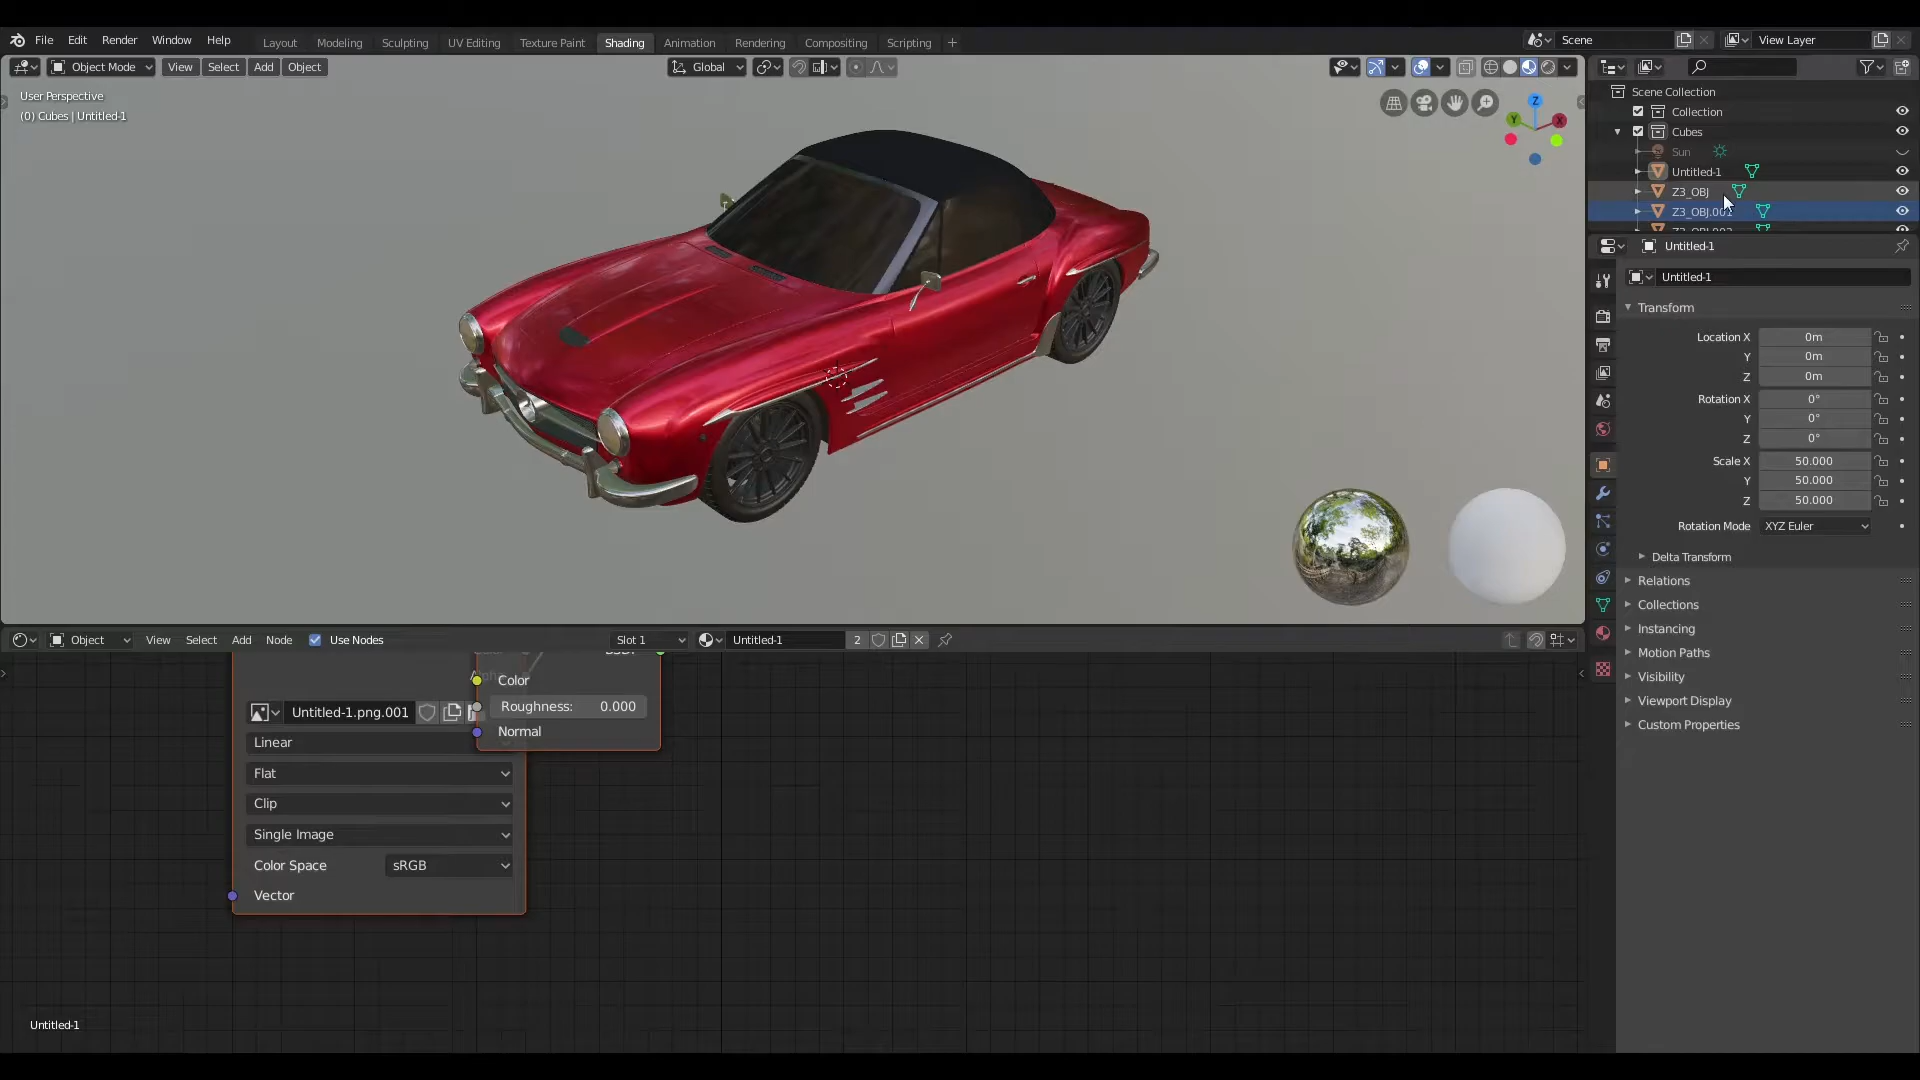 File Edit Render Window Help
Layout Modeling Sculpting UV Editing Texture Paint Shading Animation Rendering Compositing Scripting +
Scene View Layer
Object Mode View Select Add Object Global
User Perspective
(0) Cubes | Untitled-1
Z
Y
X
Scene Collection
Collection
Cubes
Sun
Untitled-1
Z3_OBJ
Untitled-1
Untitled-1
Transform
Location X 0m
Y 0m
Z 0m
Rotation X 0°
Y 0°
Z 0°
Scale X 50.000
Y 50.000
Z 50.000
Rotation Mode XYZ Euler
Delta Transform
Relations
Collections
Instancing
Motion Paths
Visibility
Viewport Display
Custom Properties
Object View Select Add Node Use Nodes Slot 1 Untitled-1 2
Color
Roughness: 0.000
Normal
Untitled-1.png.001
Linear
Flat
Clip
Single Image
Color Space sRGB
Vector
Untitled-1